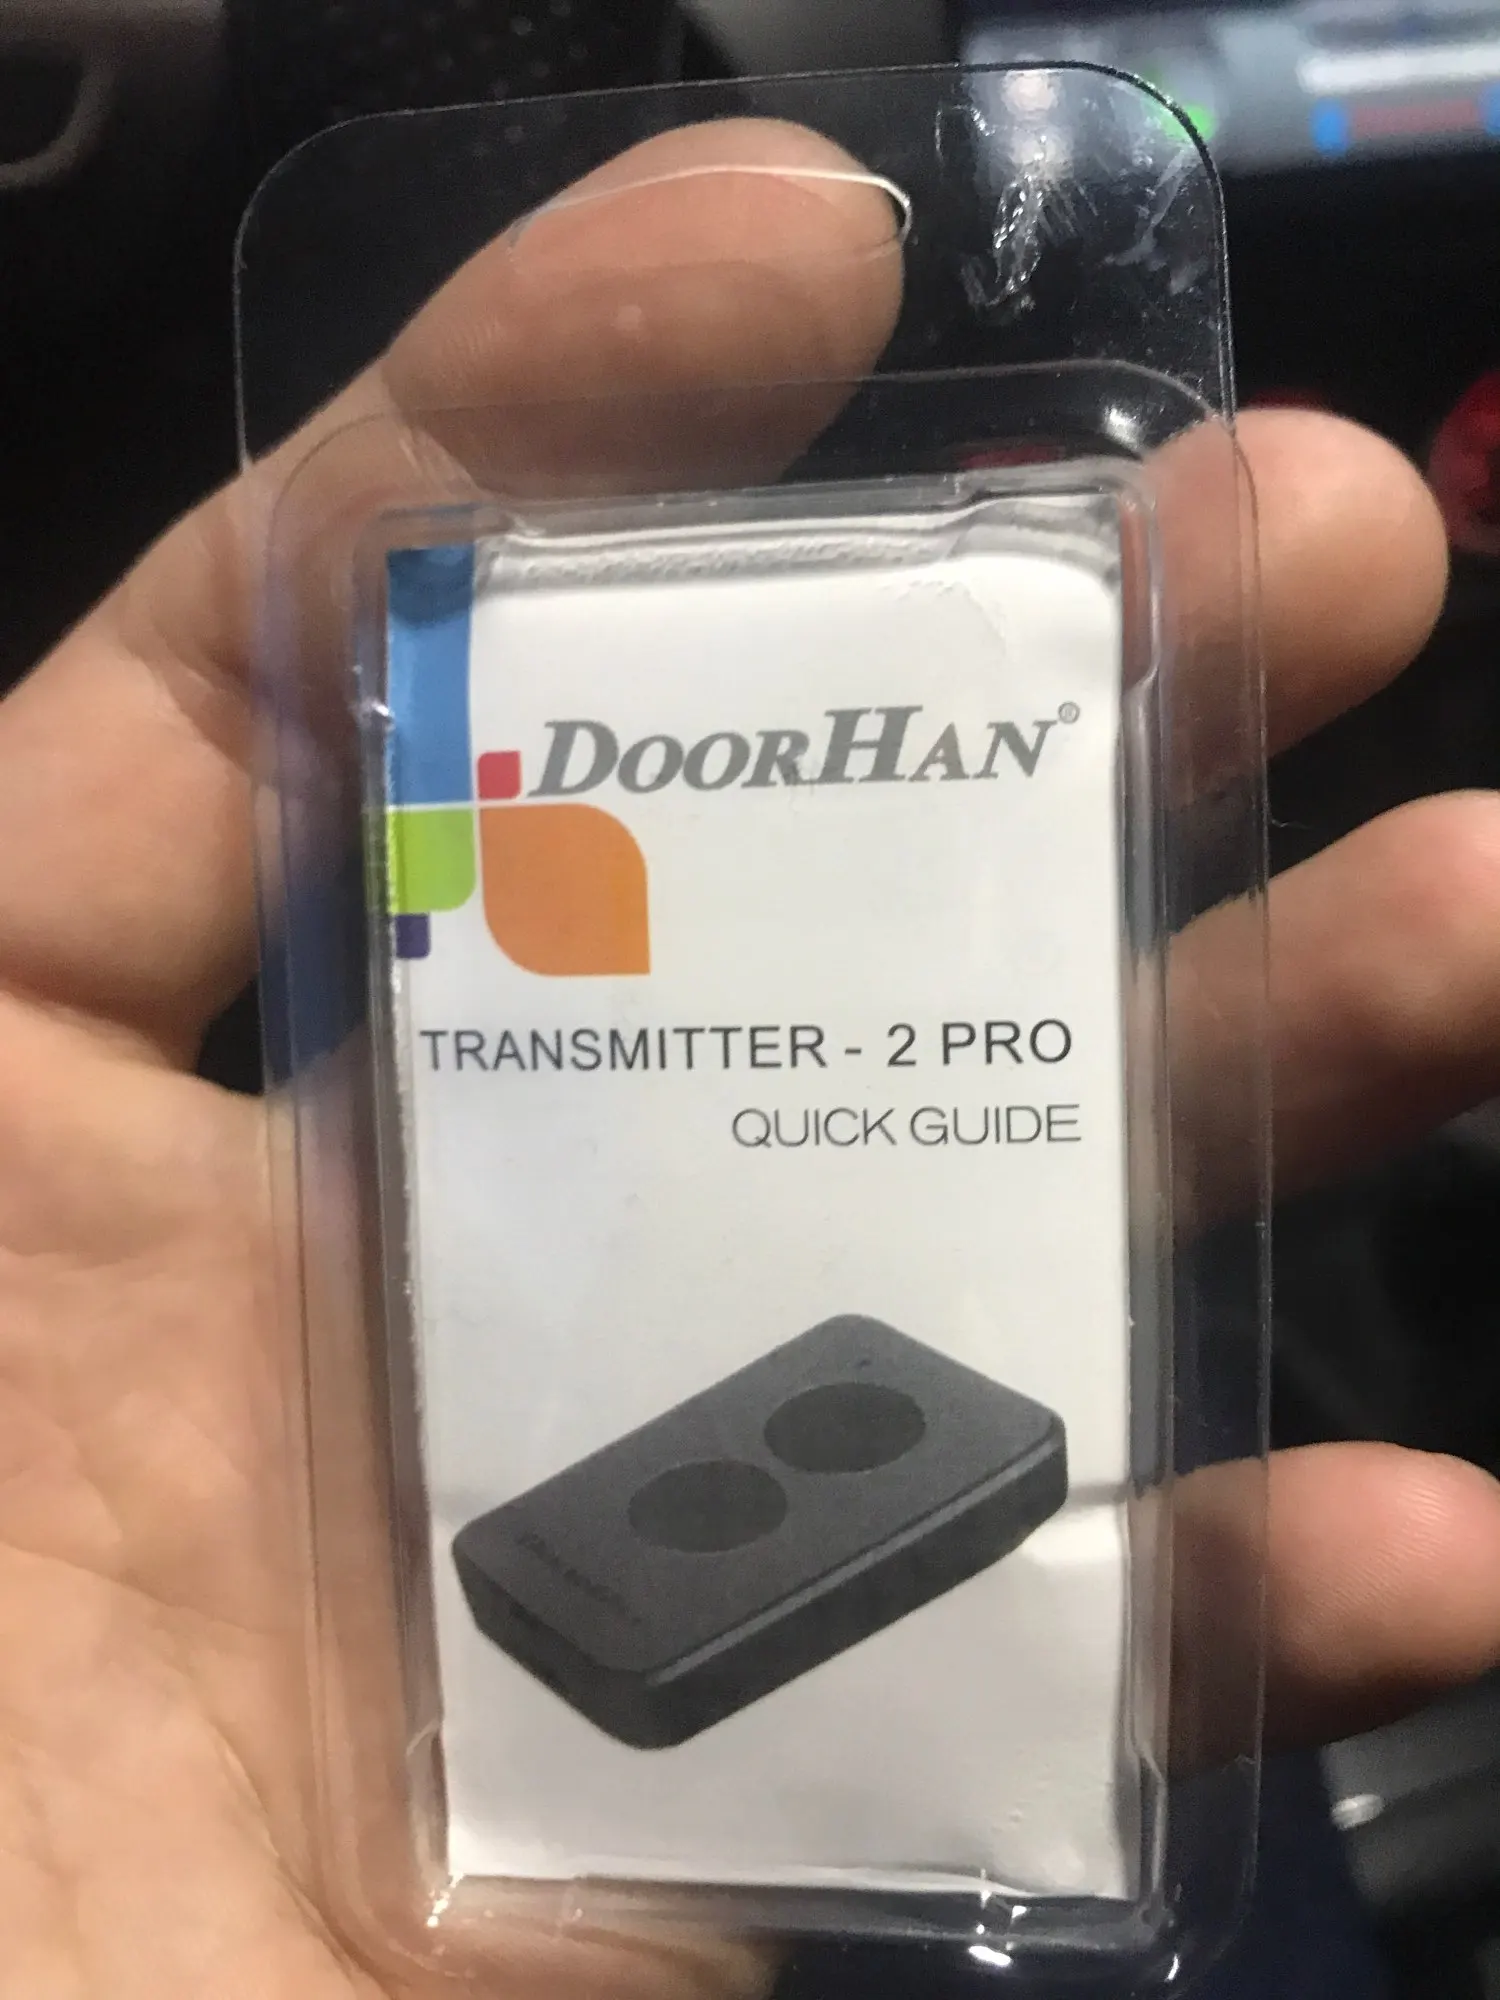 DOORHAN®
TRANSMITTER - 2 PRO
QUICK GUIDE